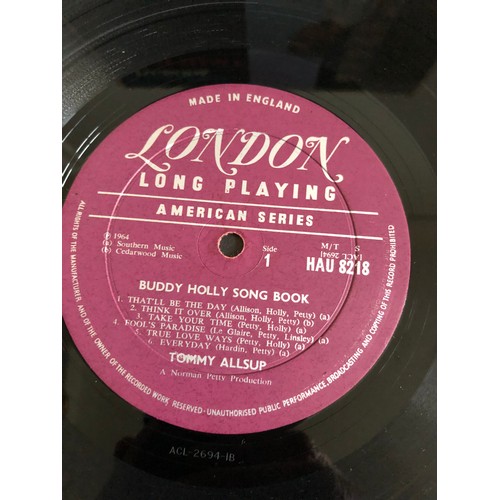 MADE IN ENGLAND
LONDON
LONG PLAYING
AMERICAN SERIES
℗ 1964
(a) Southern Music
(b) Cedarwood Music
Side
1
M/T S
(ACL 2694)
HAU 8218
BUDDY HOLLY SONG BOOK
1. THAT'LL BE THE DAY (Allison, Holly, Petty) (a)
2. THINK IT OVER (Allison, Holly, Petty) (b)
3. TAKE YOUR TIME (Petty, Holly) (a)
4. FOOL'S PARADISE (Le Glaire, Petty, Linsley) (a)
5. TRUE LOVE WAYS (Petty, Holly) (a)
6. EVERYDAY (Hardin, Petty) (a)
TOMMY ALLSUP
A Norman Petty Production
ALL RIGHTS OF THE MANUFACTURER AND OF THE OWNER OF THE RECORDED WORK RESERVED · UNAUTHORISED PUBLIC PERFORMANCE, BROADCASTING AND COPYING OF THIS RECORD PROHIBITED
ACL-2694-1B